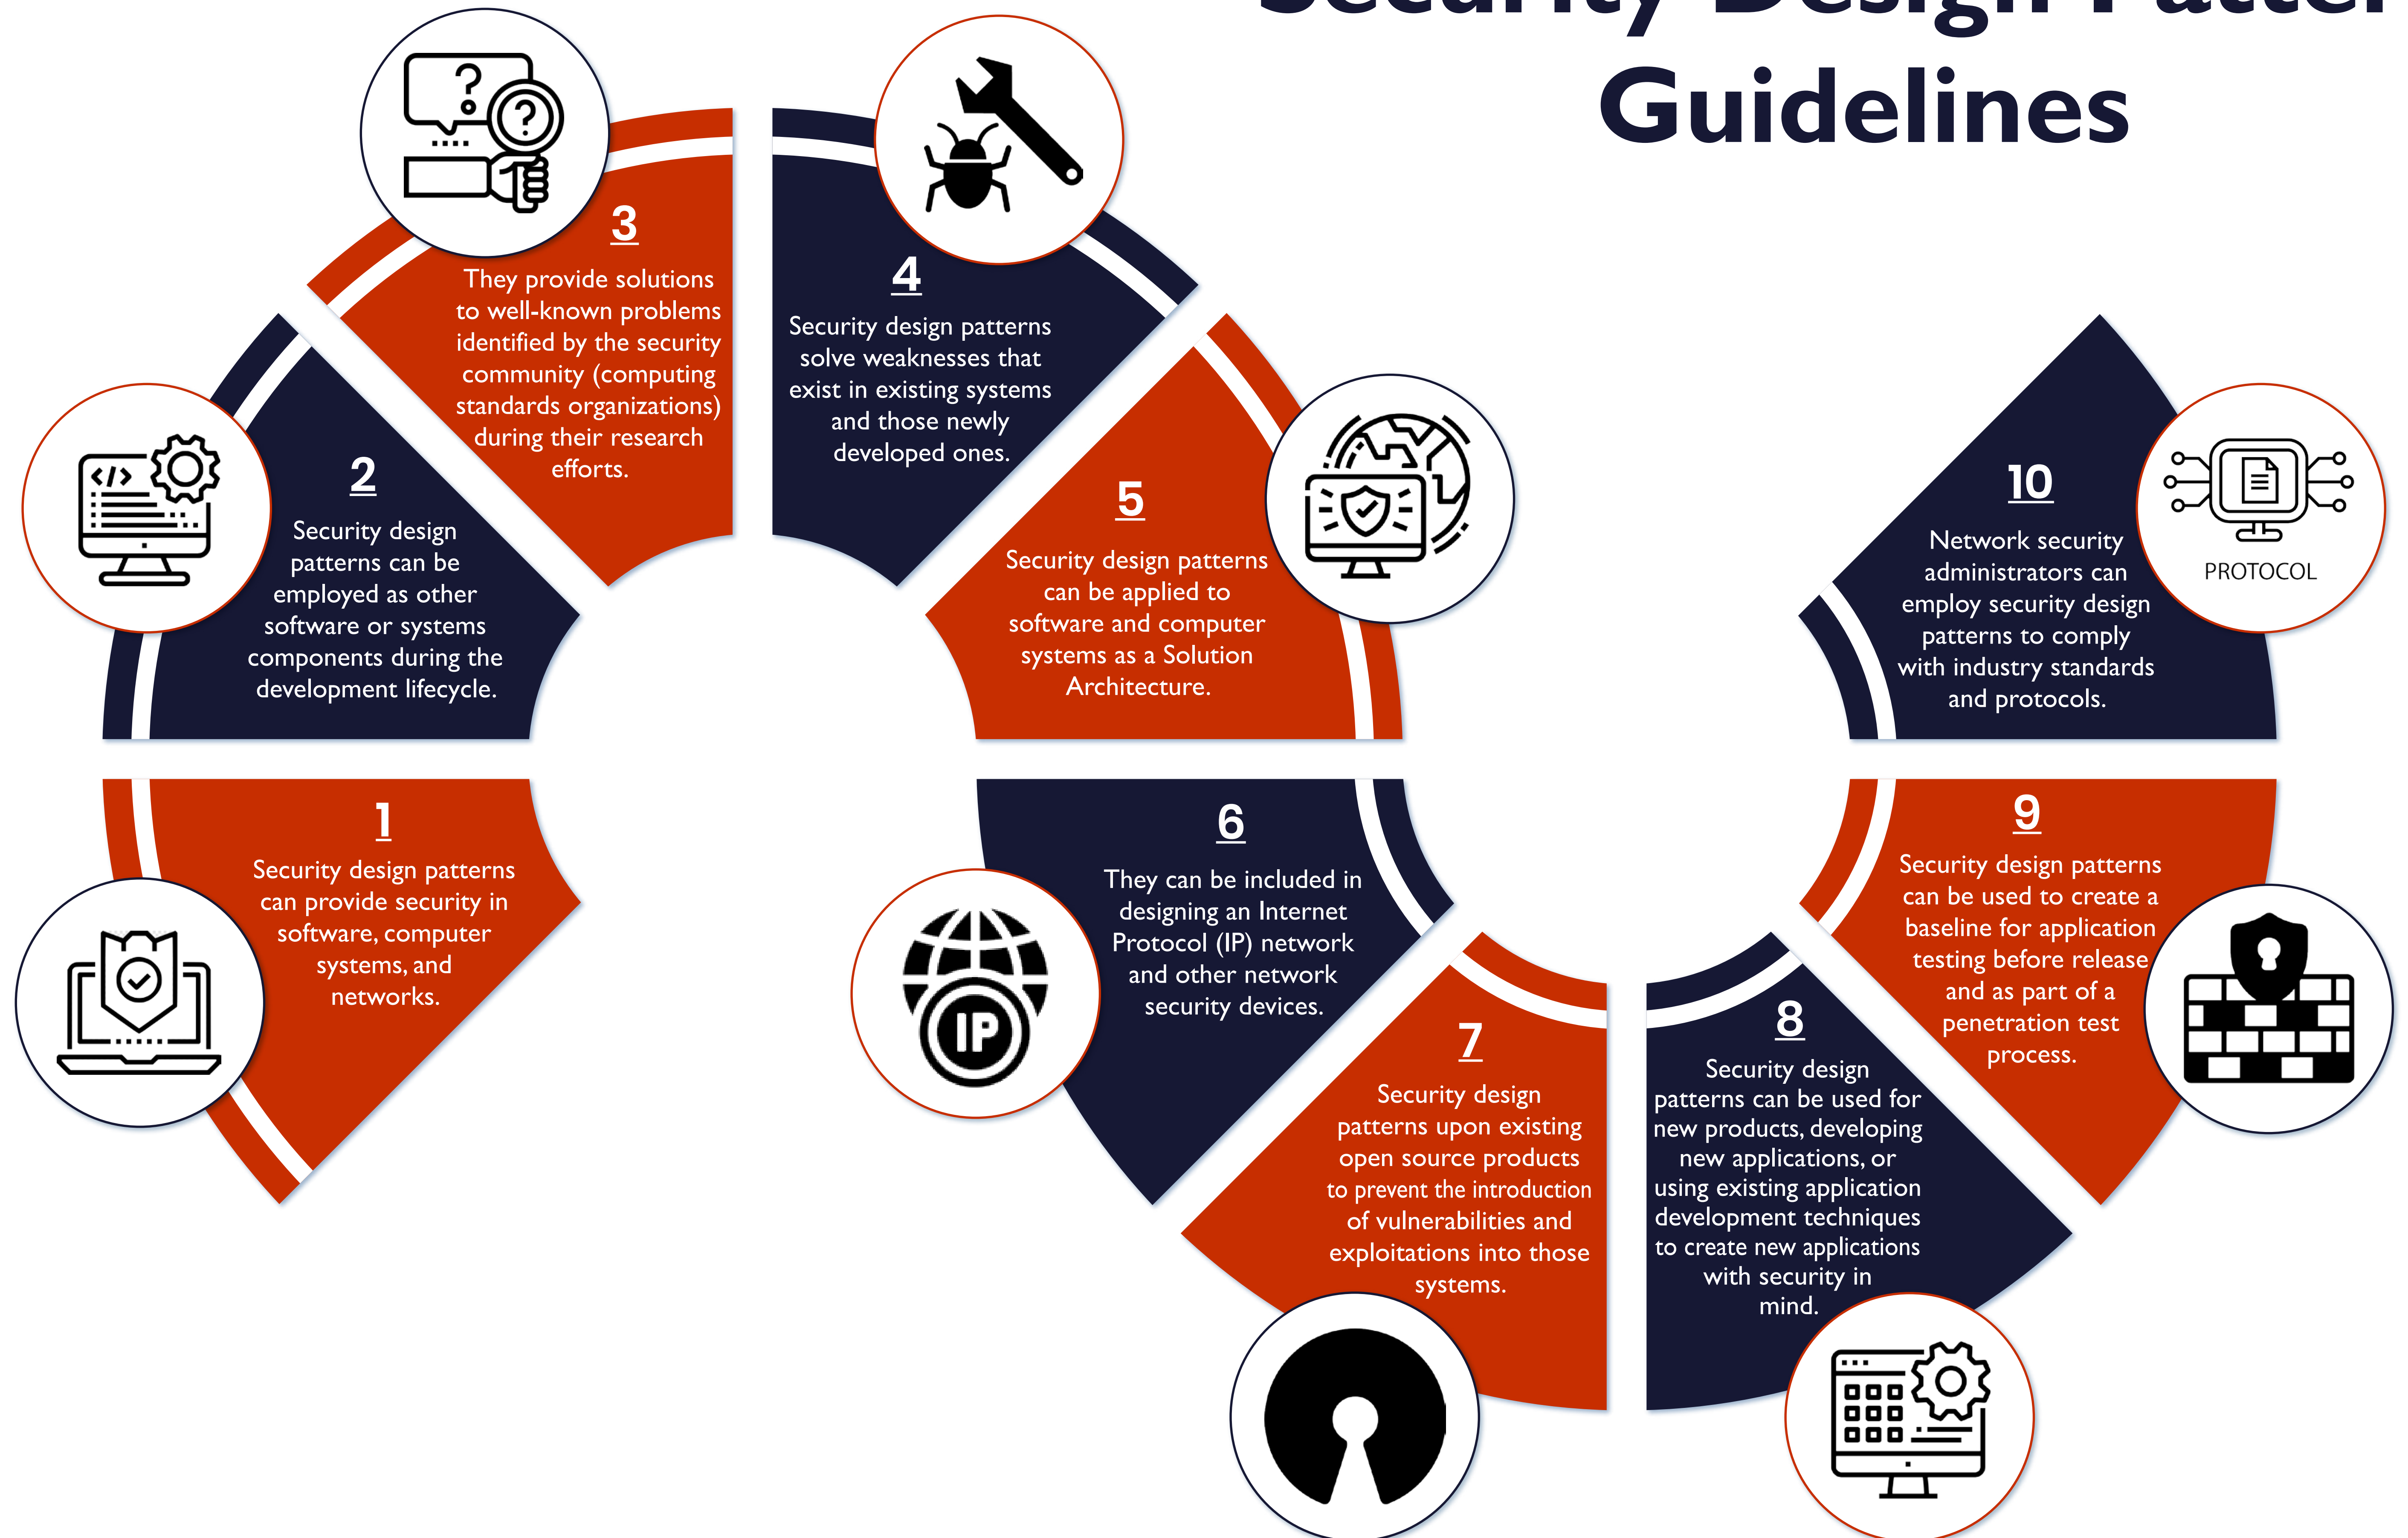 Security Design Patter
Guidelines
1
Security design patterns
can provide security in
software, computer
systems, and
networks.
2
Security design
patterns can be
employed as other
software or systems
components during the
development lifecycle.
</>
3
They provide solutions
to well-known problems
identified by the security
community (computing
standards organizations)
during their research
efforts.
?
?
4
Security design patterns
solve weaknesses that
exist in existing systems
and those newly
developed ones.
5
Security design patterns
can be applied to
software and computer
systems as a Solution
Architecture.
6
They can be included in
designing an Internet
Protocol (IP) network
and other network
security devices.
IP
7
Security design
patterns upon existing
open source products
to prevent the introduction
of vulnerabilities and
exploitations into those
systems.
8
Security design
patterns can be used for
new products, developing
new applications, or
using existing application
development techniques
to create new applications
with security in
mind.
9
Security design patterns
can be used to create a
baseline for application
testing before release
and as part of a
penetration test
process.
10
Network security
administrators can
employ security design
patterns to comply
with industry standards
and protocols.
PROTOCOL